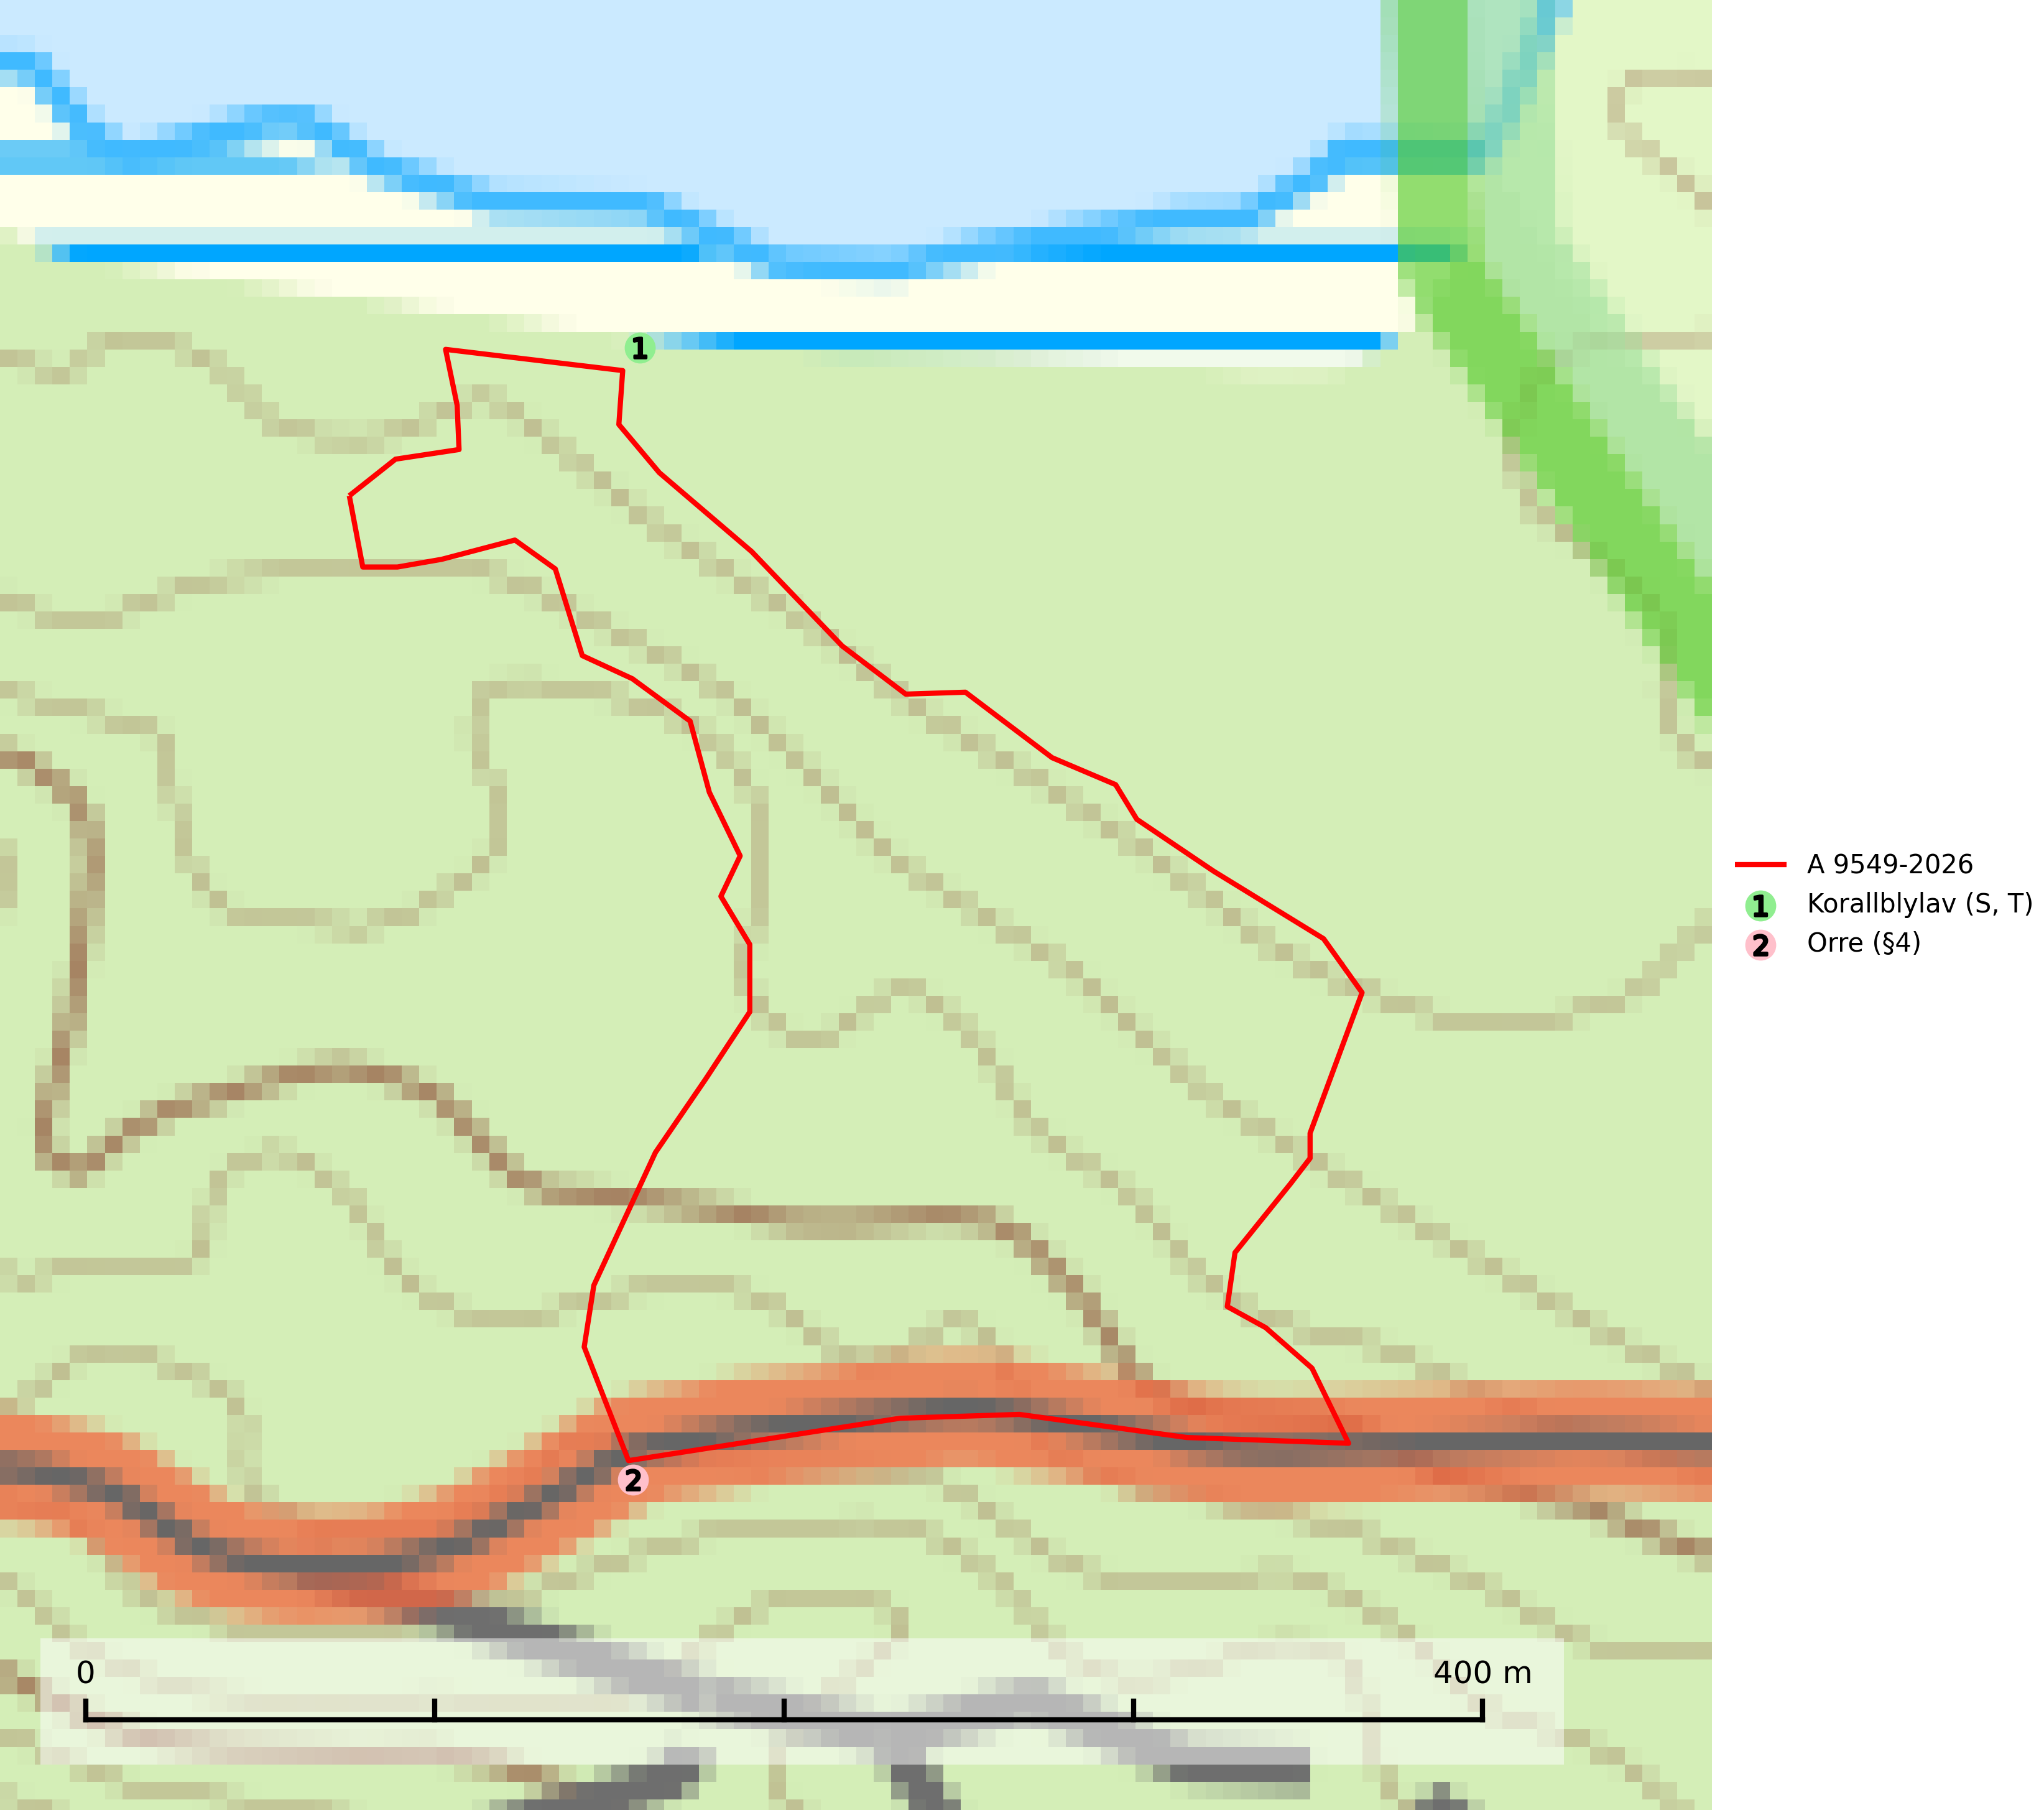 1
2
0
400 m
A 9549-2026
1 Korallblylav (S, T)
2 Orre (§4)